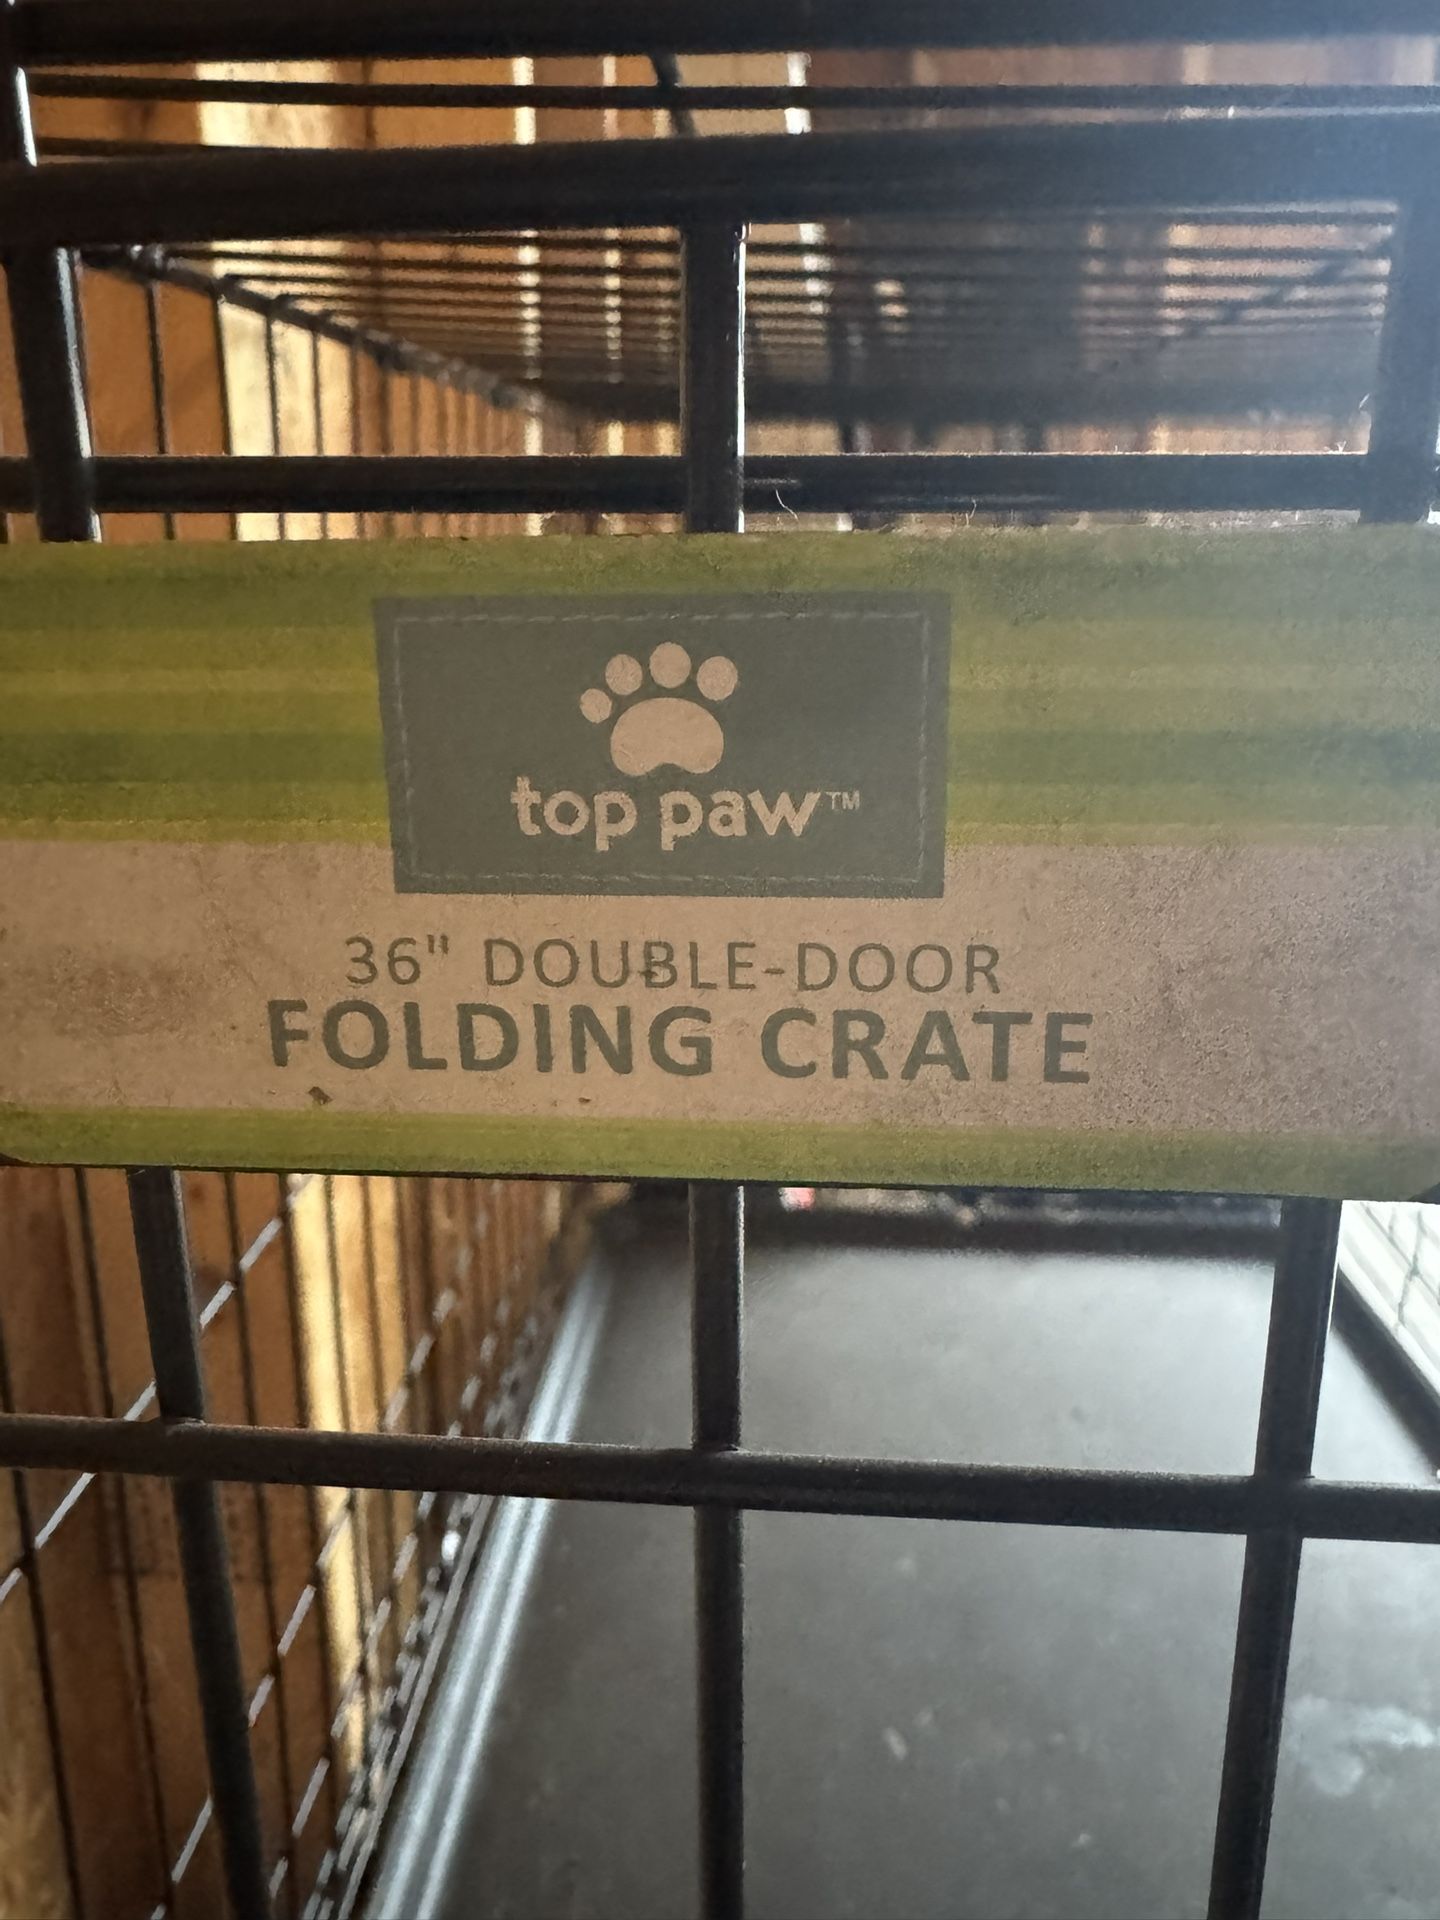 top paw™
36" DOUBLE-DOOR
FOLDING CRATE